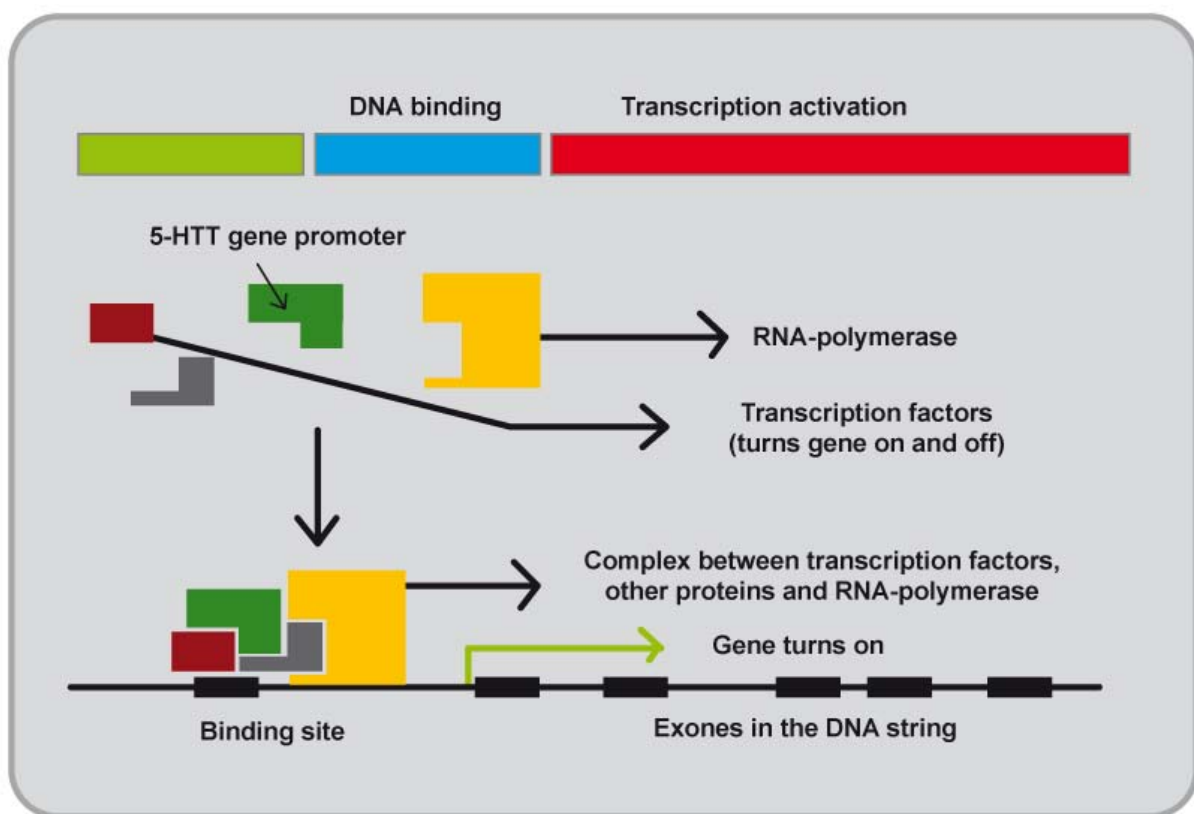 DNA binding
Transcription activation
5-HTT gene promoter
RNA-polymerase
Transcription factors
(turns gene on and off)
Complex between transcription factors,
other proteins and RNA-polymerase
Gene turns on
Binding site
Exones in the DNA string